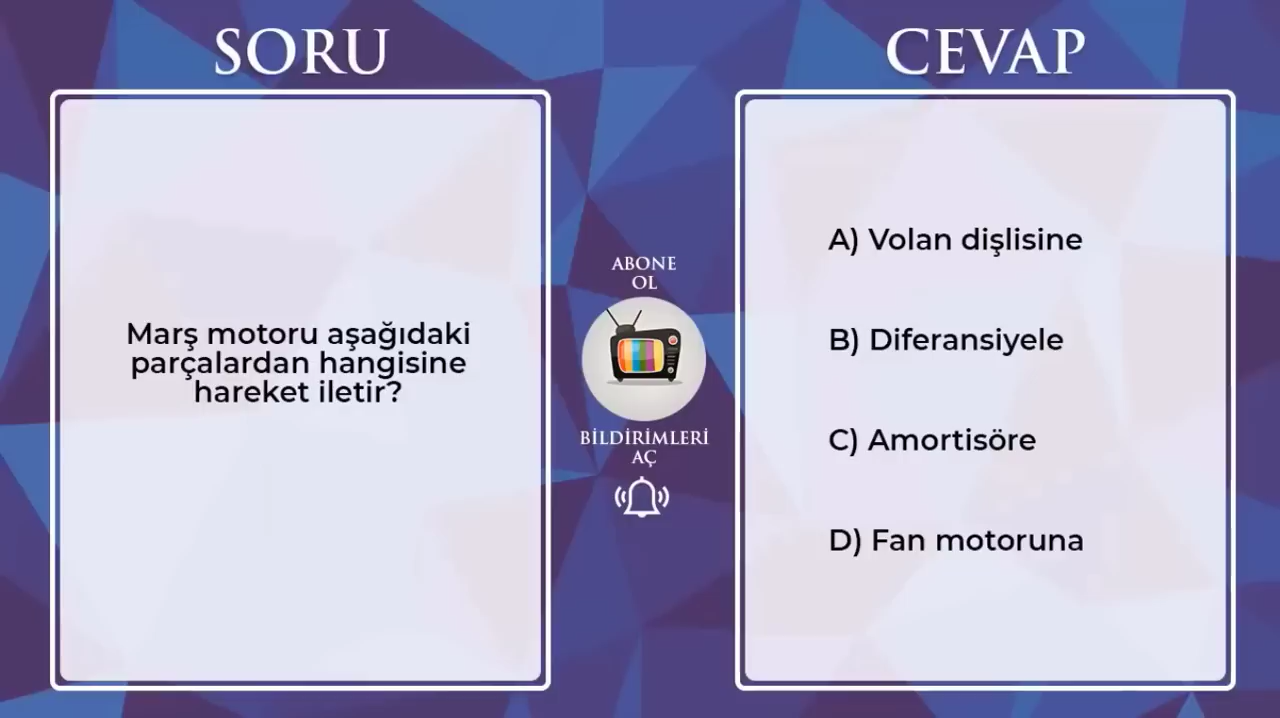 SORU
Marş motoru aşağıdaki
parçalardan hangisine
hareket iletir?
ABONE
OL
BİLDİRİMLERİ
AÇ
CEVAP
A) Volan dişlisine
B) Diferansiyele
C) Amortisöre
D) Fan motoruna